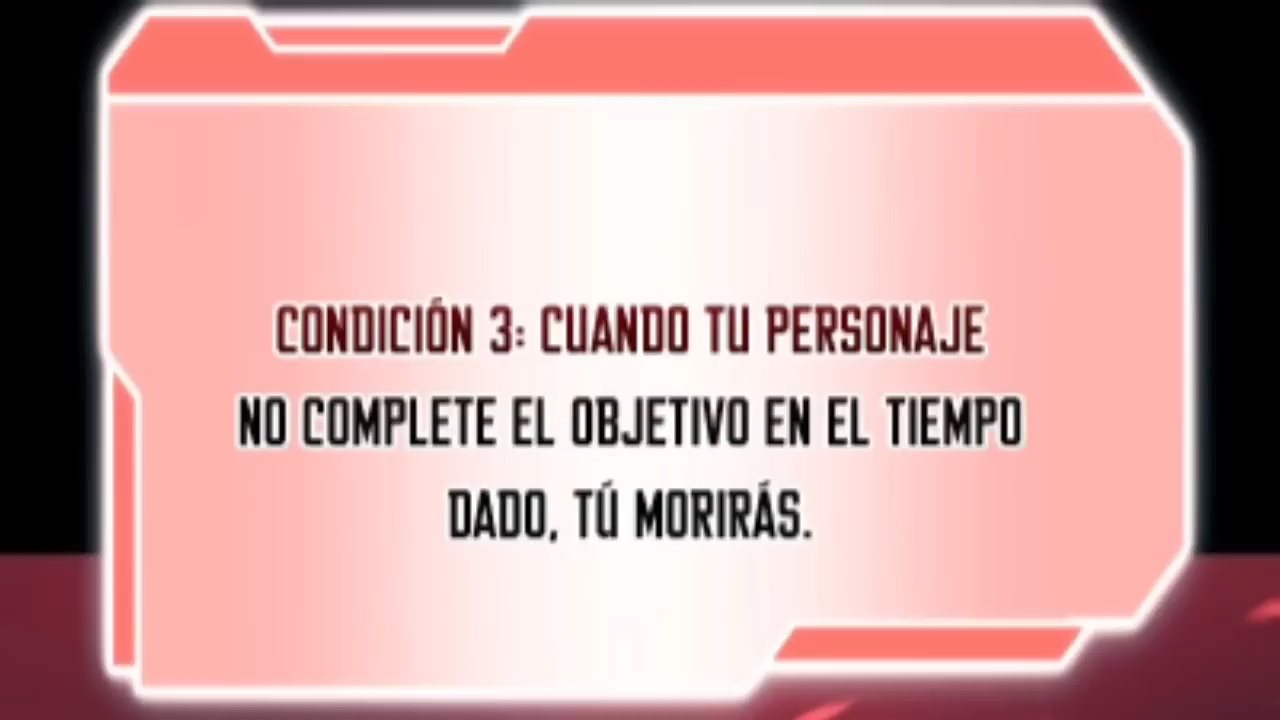 CONDICIÓN 3: CUANDO TU PERSONAJE
NO COMPLETE EL OBJETIVO EN EL TIEMPO
DADO, TÚ MORIRÁS.